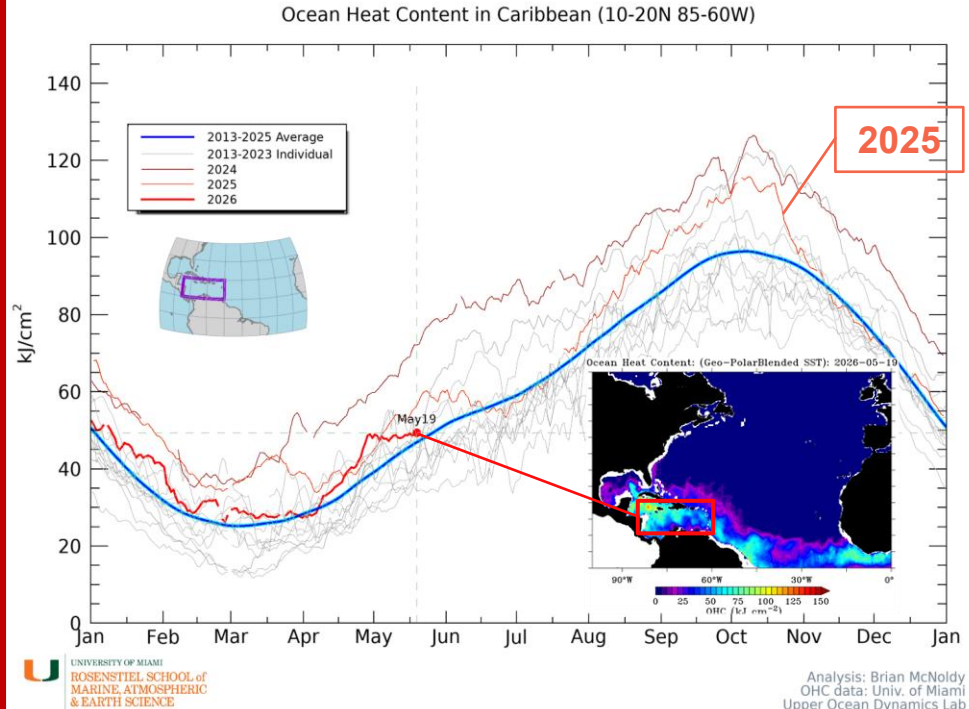 Ocean Heat Content in Caribbean (10-20N 85-60W)
140
120
100
80
60
40
20
0
kJ/cm²
2013-2025 Average
2013-2023 Individual
2024
2025
2026
2025
May19
Ocean Heat Content: (Geo-PolarBlended SST): 2026-05-19
90°W
60°W
30°W
0°
0 25 50 75 100 125 150
OHC (kJ cm⁻²)
Jan Feb Mar Apr May Jun Jul Aug Sep Oct Nov Dec Jan
UNIVERSITY OF MIAMI
ROSENSTIEL SCHOOL of
MARINE, ATMOSPHERIC
& EARTH SCIENCE
Analysis: Brian McNoldy
OHC data: Univ. of Miami
Upper Ocean Dynamics Lab